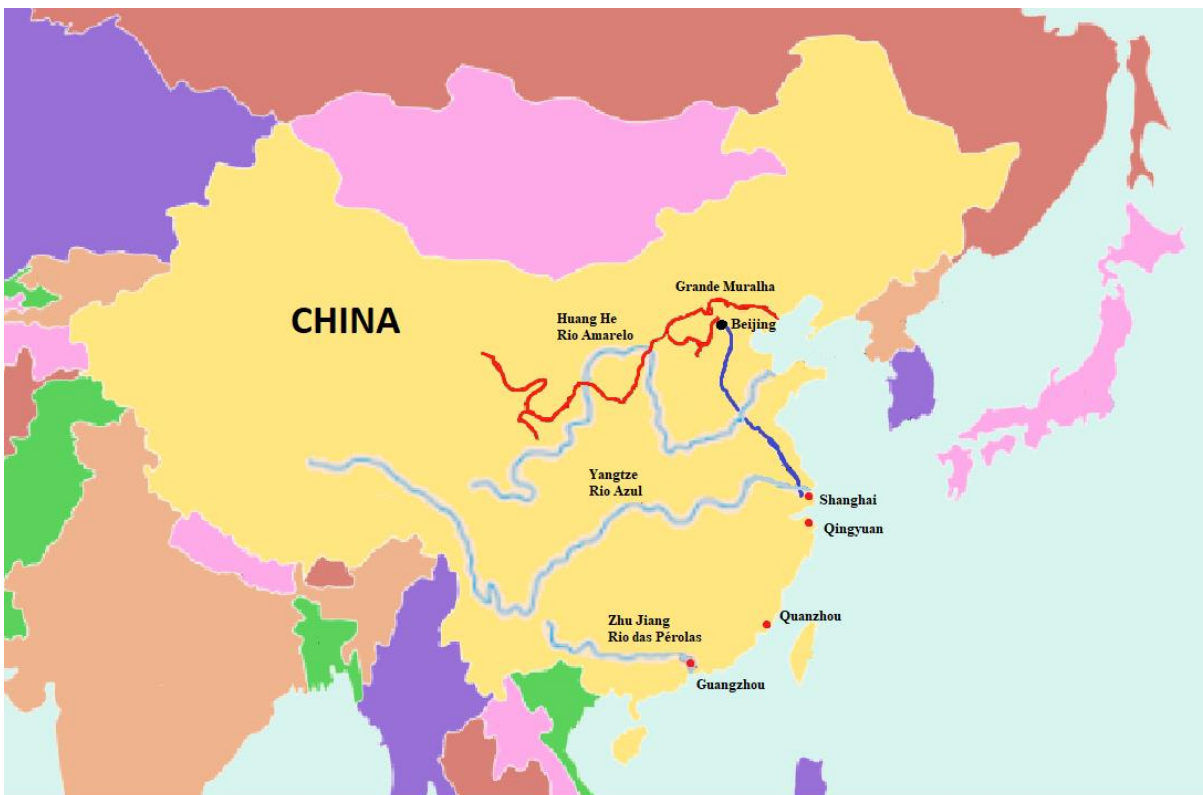 Grande Muralha
CHINA
Huang He
Rio Amarelo
Beijing
Yangtze
Rio Azul
Shanghai
Qingyuan
Quanzhou
Zhu Jiang
Rio das Pérolas
Guangzhou